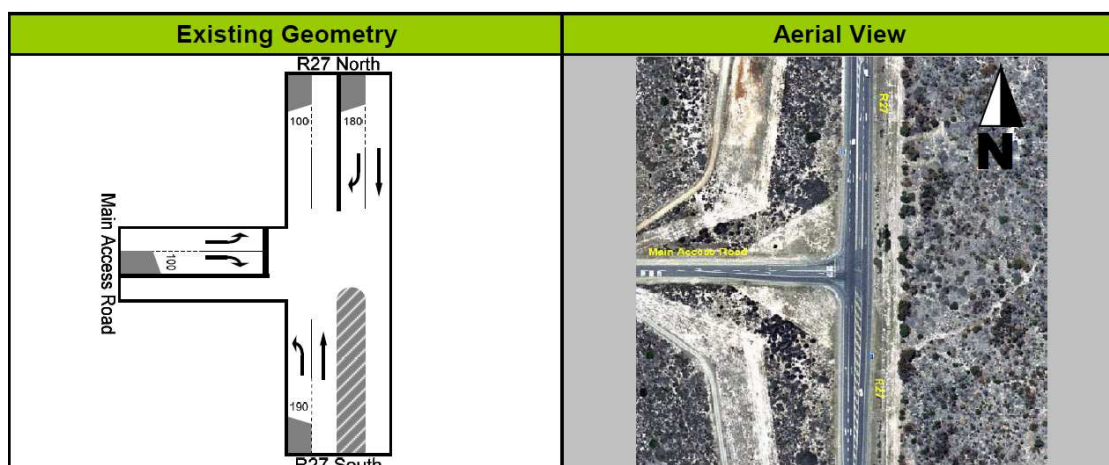 Existing Geometry
Aerial View
R27 North
100
180
Main Access Road
100
190
R27 South
R27
N
Main Access Road
R27